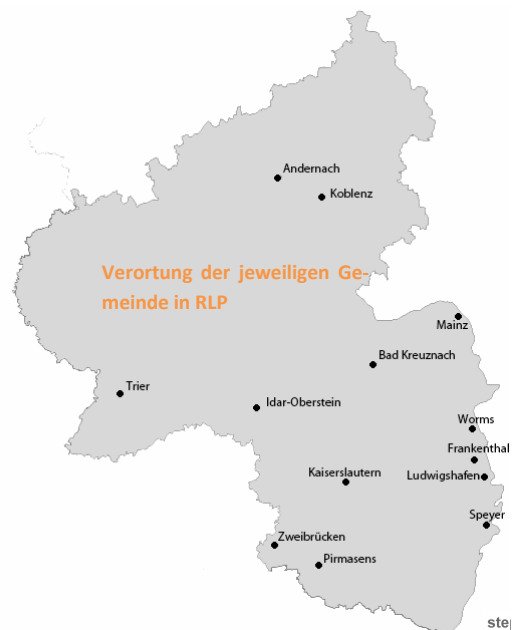 Andernach
Koblenz
Verortung der jeweiligen Ge-
meinde in RLP
Mainz
Bad Kreuznach
Trier
Idar-Oberstein
Worms
Frankenthal
Kaiserslautern
Ludwigshafen
Speyer
Zweibrücken
Pirmasens
step